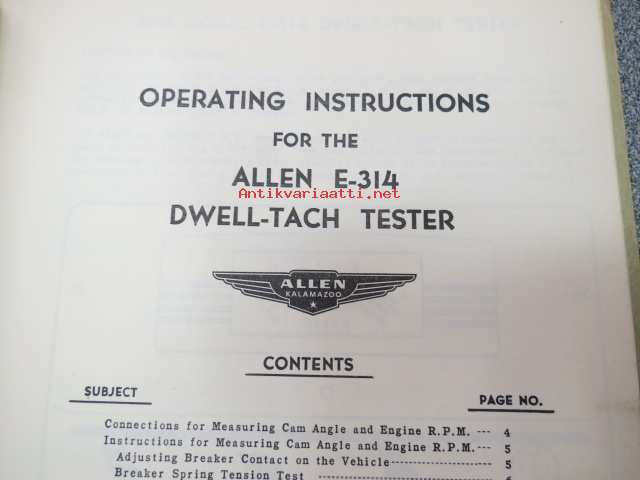 OPERATING INSTRUCTIONS
FOR THE
ALLEN E-314
Antikvariaatti.net
DWELL-TACH TESTER
ALLEN
KALAMAZOO
CONTENTS
SUBJECT PAGE NO.
Connections for Measuring Cam Angle and Engine R.P.M. --- 4
Instructions for Measuring Cam Angle and Engine R.P.M. --- 5
Adjusting Breaker Contact on the Vehicle---------------- 5
Breaker Spring Tension Test ---------------------------- 6